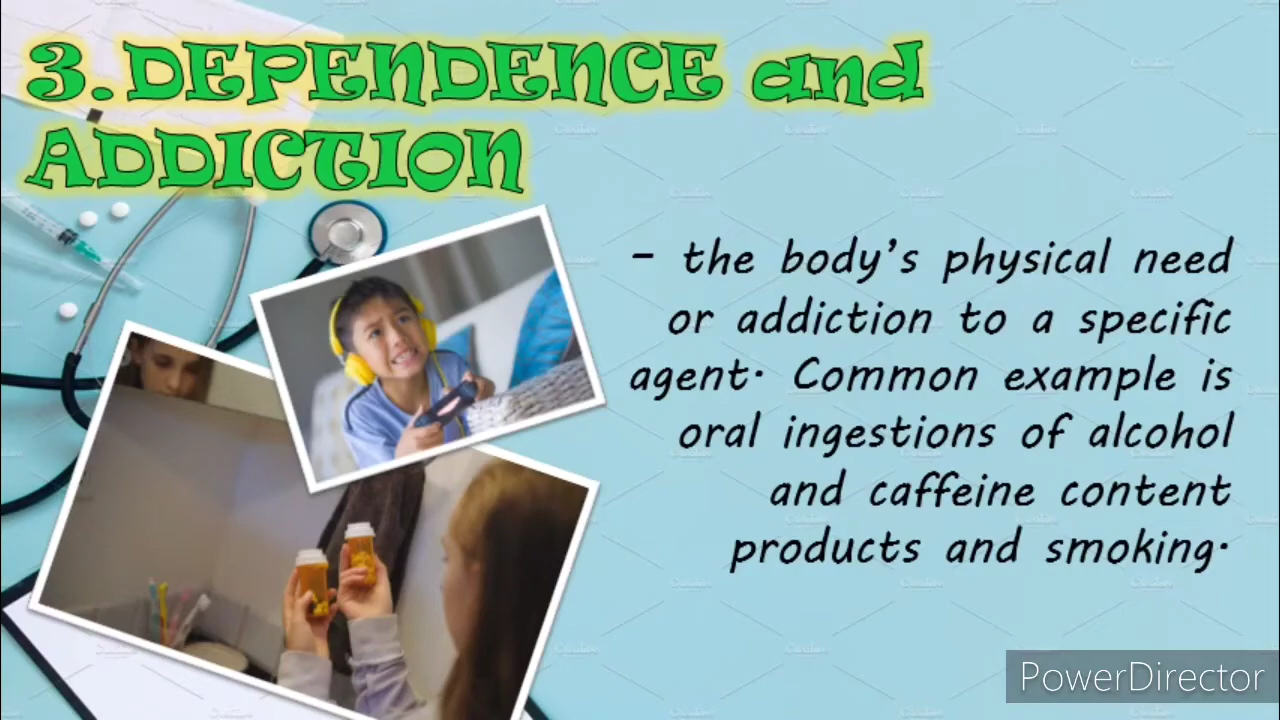 3. DEPENDENCE and
ADDICTION
- the body's physical need
or addiction to a specific
agent. Common example is
oral ingestions of alcohol
and caffeine content
products and smoking.
PowerDirector